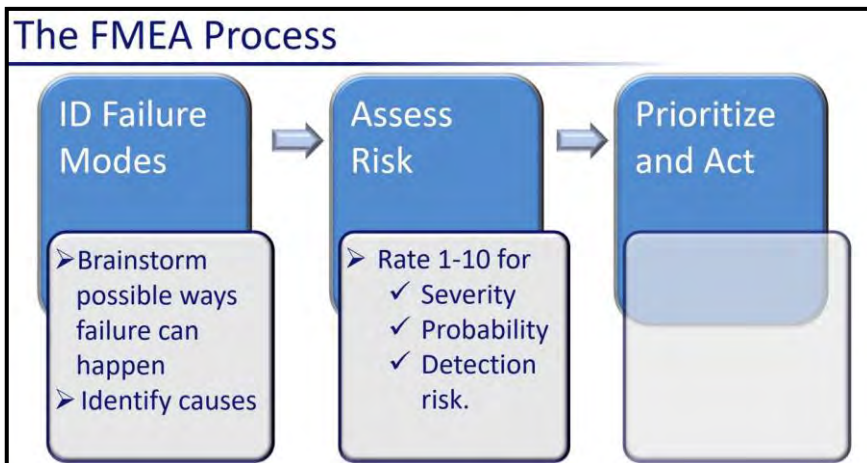 The FMEA Process
ID Failure
Modes
➢Brainstorm
possible ways
failure can
happen
➢ Identify causes
Assess
Risk
➢ Rate 1-10 for
✓ Severity
✓ Probability
✓ Detection
risk.
Prioritize
and Act